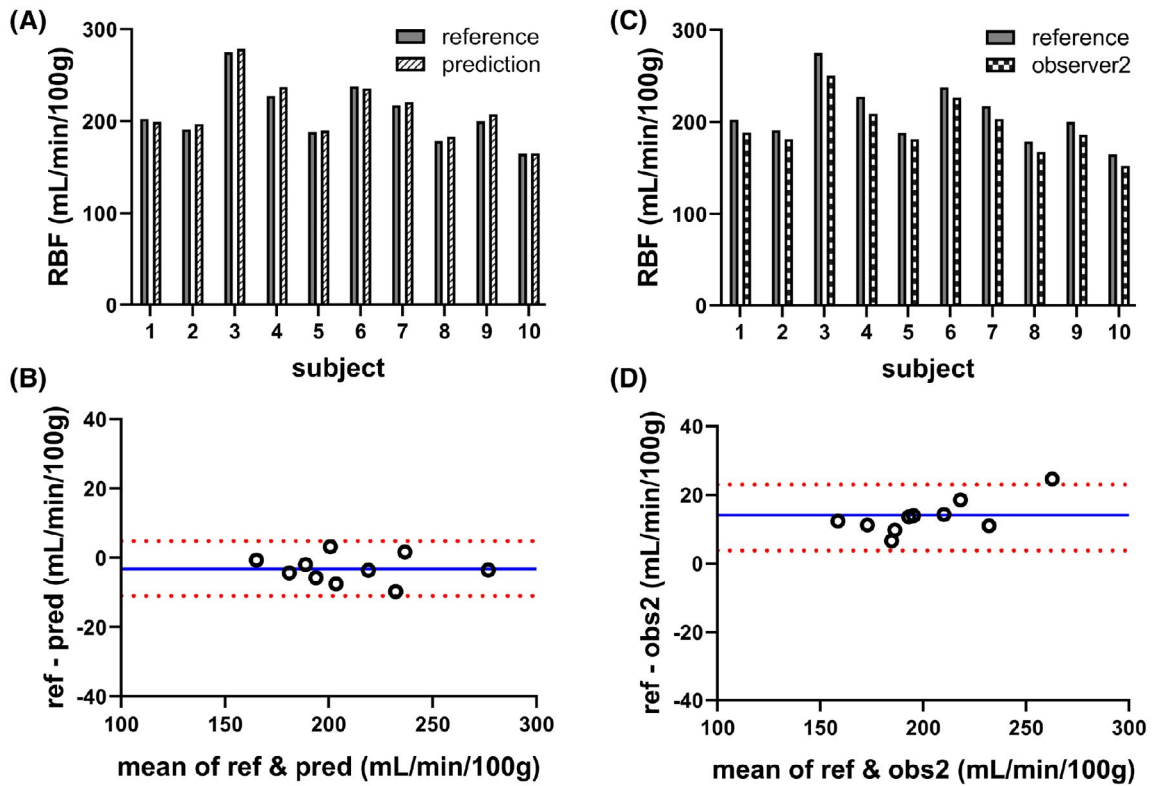 (A)
RBF (mL/min/100g)
300
200
100
0
reference
prediction
1 2 3 4 5 6 7 8 9 10
subject
(C)
RBF (mL/min/100g)
300
200
100
0
reference
observer2
1 2 3 4 5 6 7 8 9 10
subject
(B)
ref - pred (mL/min/100g)
40
20
0
-20
-40
100 150 200 250 300
mean of ref & pred (mL/min/100g)
(D)
ref - obs2 (mL/min/100g)
40
20
0
-20
-40
100 150 200 250 300
mean of ref & obs2 (mL/min/100g)